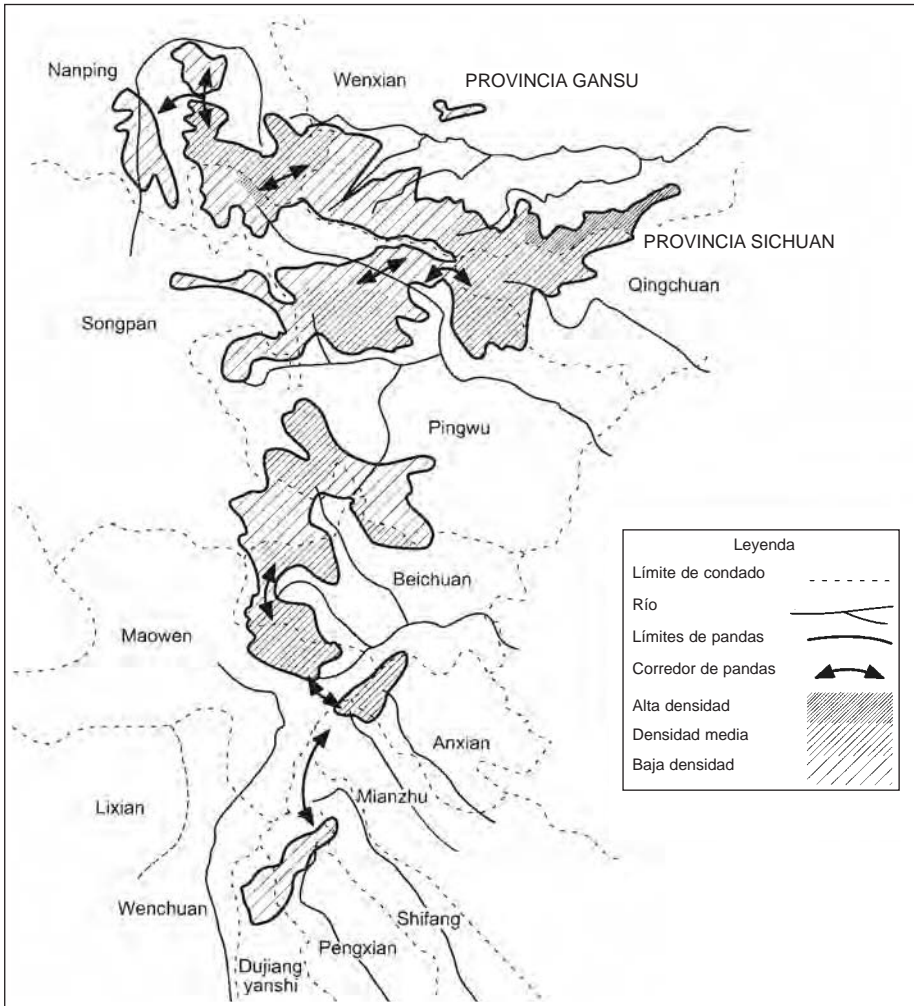 Nanping
Wenxian
PROVINCIA GANSU
PROVINCIA SICHUAN
Qingchuan
Songpan
Pingwu
Beichuan
Maowen
Anxian
Lixian
Mianzhu
Wenchuan
Shifang
Pengxian
Dujiang
yanshi
Leyenda
Límite de condado
Río
Límites de pandas
Corredor de pandas
Alta densidad
Densidad media
Baja densidad